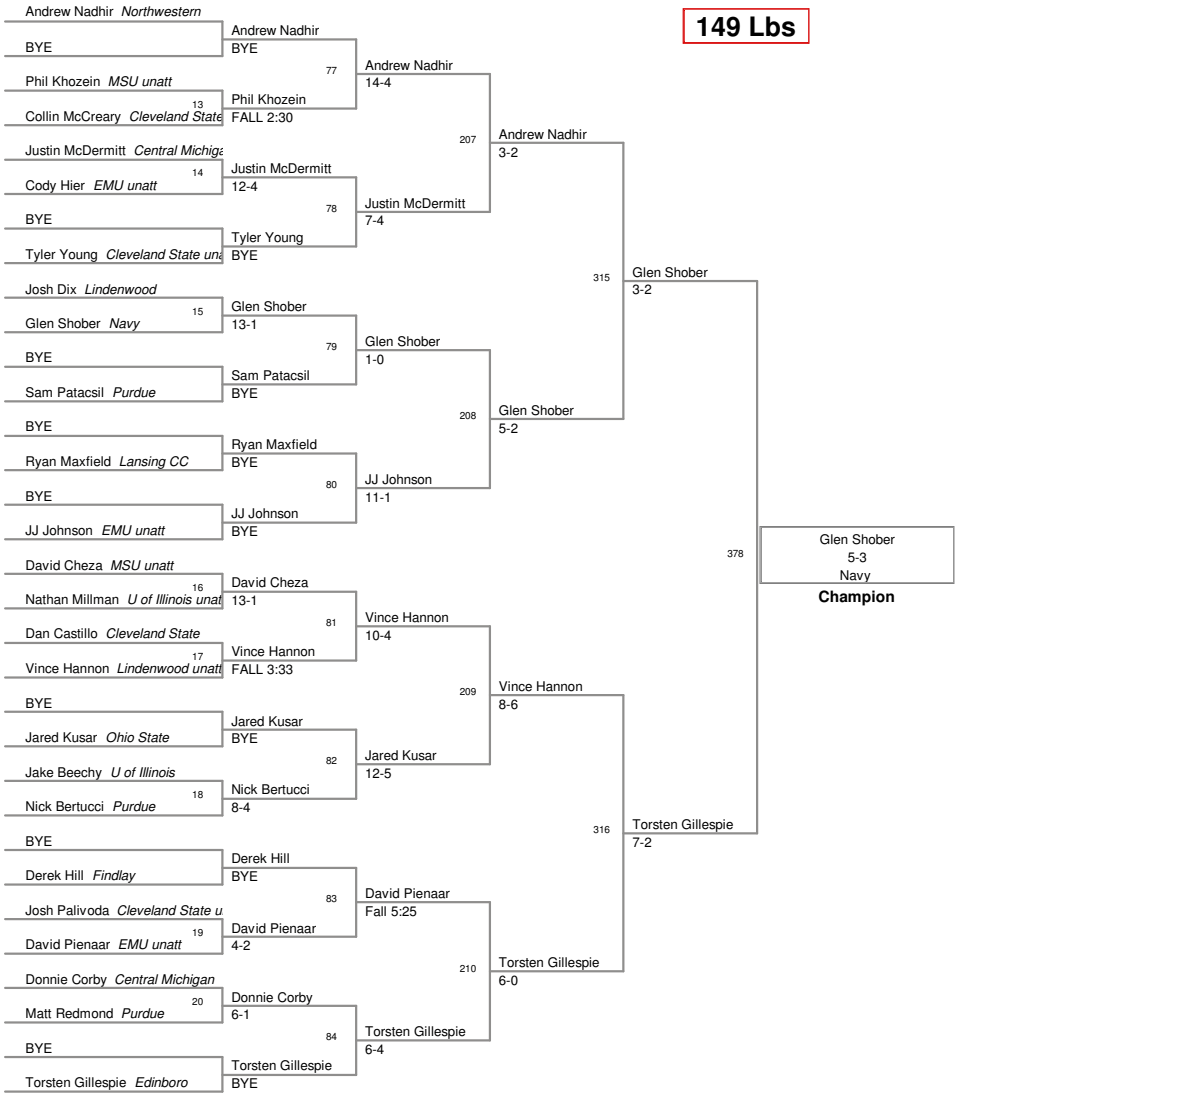 149 Lbs
Andrew Nadhir Northwestern
BYE
Phil Khozein MSU unatt
13
Collin McCreary Cleveland State
Justin McDermitt Central Michiga
14
Cody Hier EMU unatt
BYE
Tyler Young Cleveland State una
Josh Dix Lindenwood
15
Glen Shober Navy
BYE
Sam Patacsil Purdue
BYE
Ryan Maxfield Lansing CC
BYE
JJ Johnson EMU unatt
David Cheza MSU unatt
16
Nathan Millman U of Illinois unat
Dan Castillo Cleveland State
17
Vince Hannon Lindenwood unatt
BYE
Jared Kusar Ohio State
Jake Beechy U of Illinois
18
Nick Bertucci Purdue
BYE
Derek Hill Findlay
Josh Palivoda Cleveland State u
19
David Pienaar EMU unatt
Donnie Corby Central Michigan
20
Matt Redmond Purdue
BYE
Torsten Gillespie Edinboro
Andrew Nadhir
BYE
77
Phil Khozein
FALL 2:30
Justin McDermitt
12-4
78
Tyler Young
BYE
Glen Shober
13-1
79
Sam Patacsil
BYE
Ryan Maxfield
BYE
80
JJ Johnson
BYE
David Cheza
13-1
81
Vince Hannon
FALL 3:33
Jared Kusar
BYE
82
Nick Bertucci
8-4
Derek Hill
BYE
83
David Pienaar
4-2
Donnie Corby
6-1
84
Torsten Gillespie
BYE
Andrew Nadhir
14-4
207
Justin McDermitt
7-4
Glen Shober
1-0
208
JJ Johnson
11-1
Vince Hannon
10-4
209
Jared Kusar
12-5
David Pienaar
Fall 5:25
210
Torsten Gillespie
6-4
Andrew Nadhir
3-2
315
Glen Shober
5-2
Vince Hannon
8-6
316
Torsten Gillespie
6-0
Glen Shober
3-2
378
Torsten Gillespie
7-2
Glen Shober
5-3
Navy
Champion